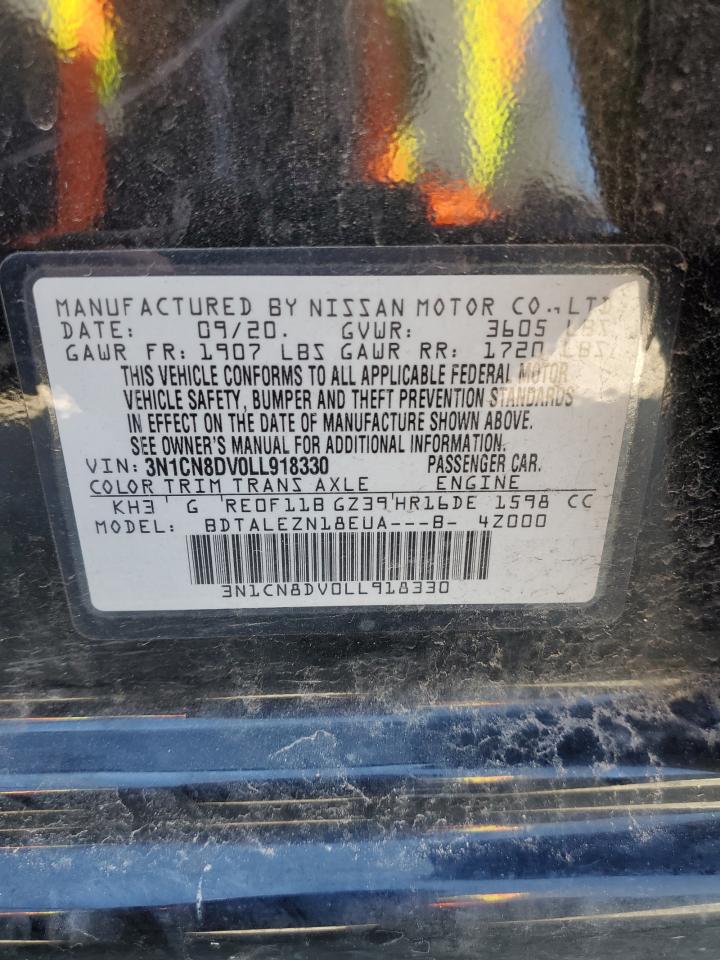 MANUFACTURED BY NISSAN MOTOR CO.,LTD
DATE: 09/20. GVWR: 3605 LBS
GAWR FR: 1907 LBS GAWR RR: 1720 LBS
THIS VEHICLE CONFORMS TO ALL APPLICABLE FEDERAL MOTOR
VEHICLE SAFETY, BUMPER AND THEFT PREVENTION STANDARDS
IN EFFECT ON THE DATE OF MANUFACTURE SHOWN ABOVE.
SEE OWNER'S MANUAL FOR ADDITIONAL INFORMATION.
VIN: 3N1CN8DV0LL918330 PASSENGER CAR.
COLOR TRIM TRANS AXLE ENGINE
KH3 G RE0F11B GZ39 HR16DE 1598 CC
MODEL: BDTALEZN18EUA---B- 4Z000
3N1CN8DV0LL918330